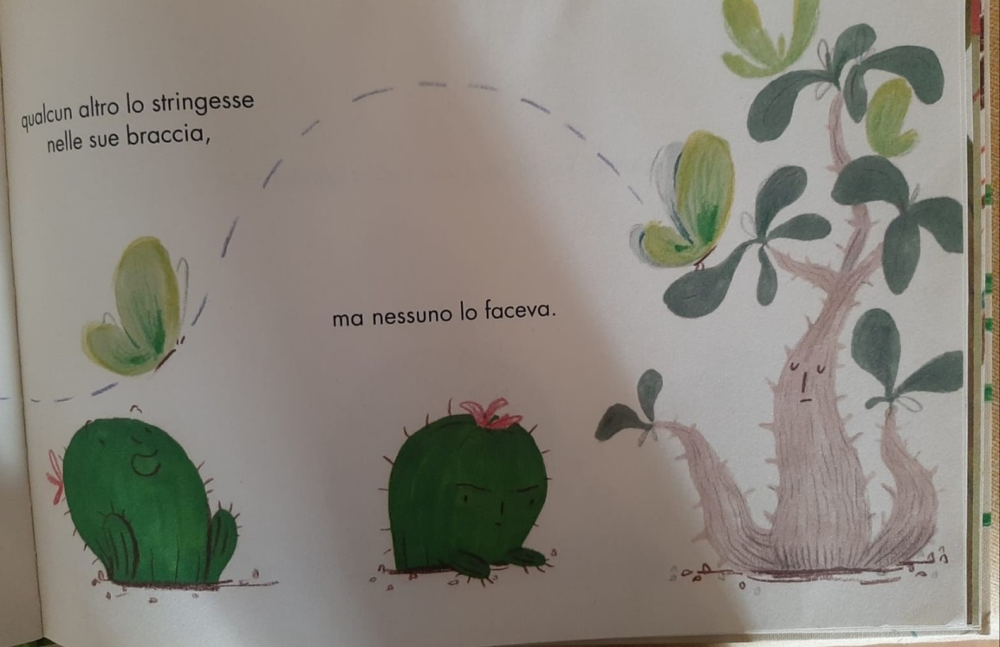 qualcun altro lo stringesse
nelle sue braccia,
ma nessuno lo faceva.